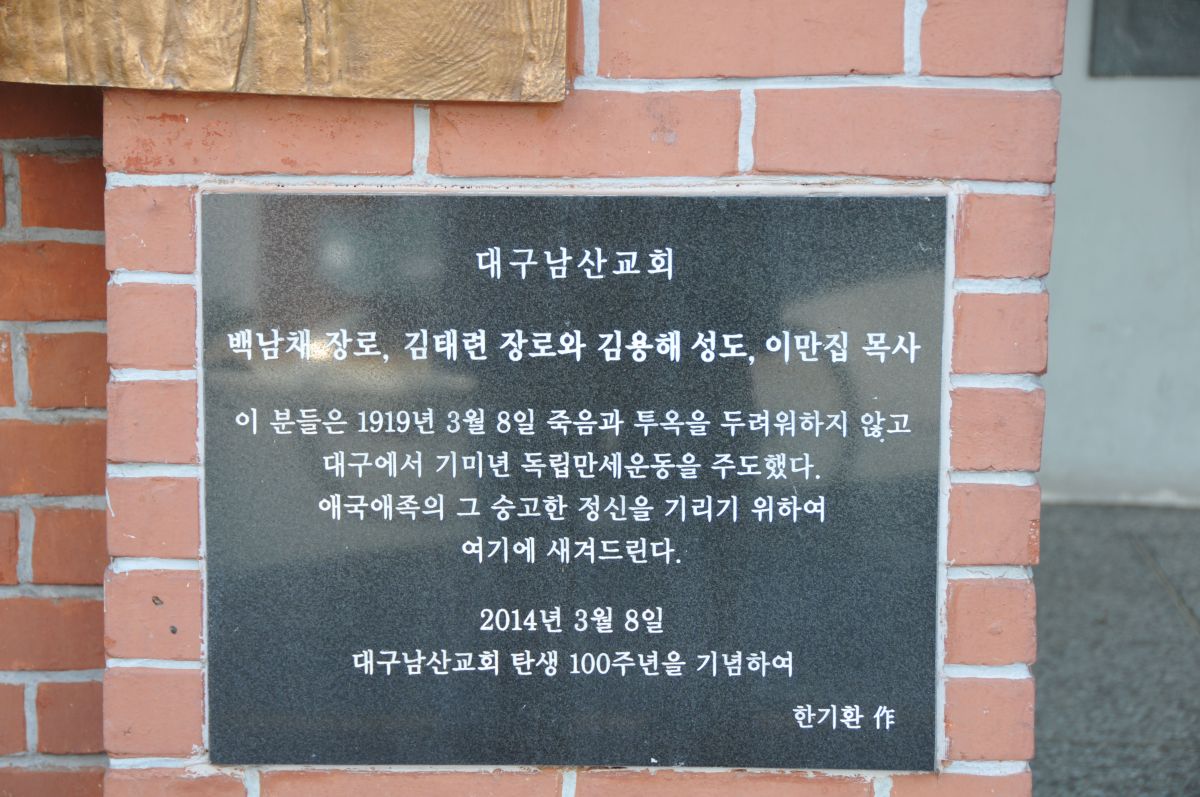 대구남산교회
백남채 장로, 김태련 장로와 김용해 성도, 이만집 목사
이 분들은 1919년 3월 8일 죽음과 투옥을 두려워하지 않고
대구에서 기미년 독립만세운동을 주도했다.
애국애족의 그 숭고한 정신을 기리기 위하여
여기에 새겨드린다.
2014년 3월 8일
대구남산교회 탄생 100주년을 기념하여
한기환 作